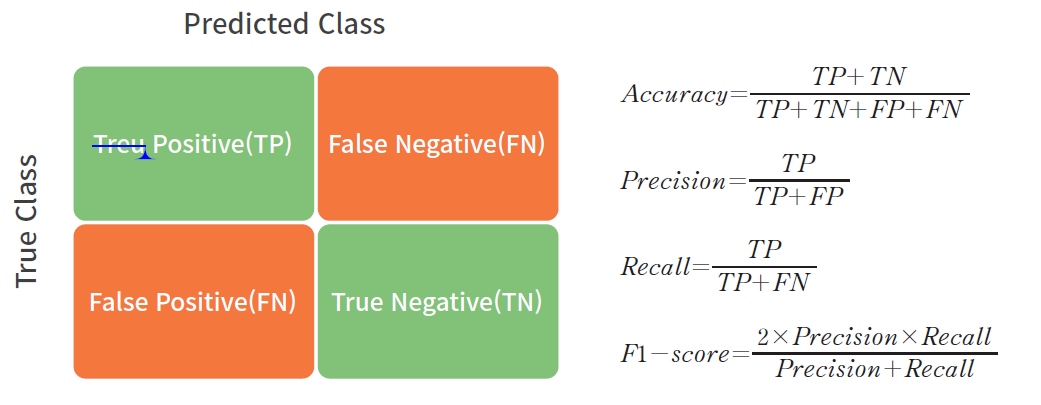 Predicted Class
True Class
Treu Positive(TP)
False Negative(FN)
False Positive(FN)
True Negative(TN)
Accuracy=TP+TN/TP+TN+FP+FN
Precision=TP/TP+FP
Recall=TP/TP+FN
F1-score=2×Precision×Recall/Precision+Recall